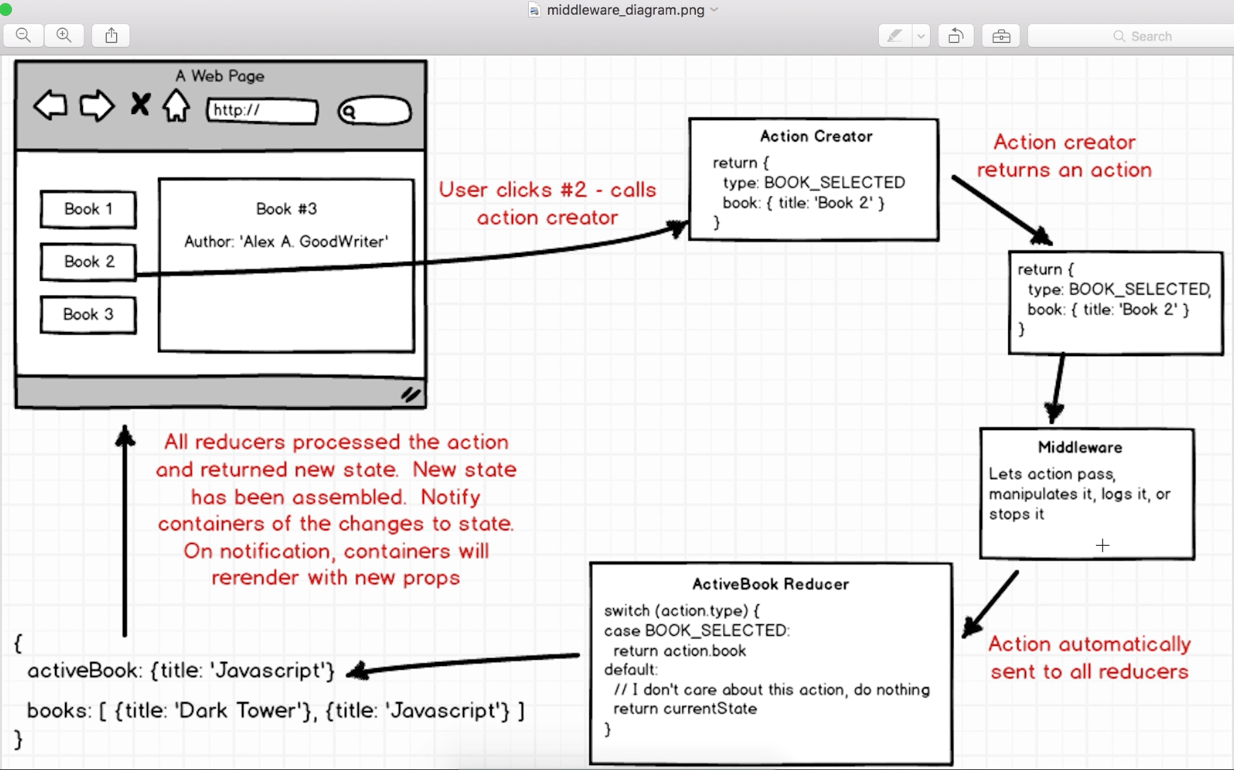 middleware_diagram.png
Search
A Web Page
http://
Book 1
Book 2
Book 3
Book #3
Author: 'Alex A. GoodWriter'
User clicks #2 - calls
action creator
Action Creator
return {
type: BOOK_SELECTED
book: { title: 'Book 2' }
}
Action creator
returns an action
return {
type: BOOK_SELECTED,
book: { title: 'Book 2' }
}
Middleware
Lets action pass,
manipulates it, logs it, or
stops it
Action automatically
sent to all reducers
ActiveBook Reducer
switch (action.type) {
case BOOK_SELECTED:
return action.book
default:
// I don't care about this action, do nothing
return currentState
}
{
activeBook: {title: 'Javascript'}
books: [ {title: 'Dark Tower'}, {title: 'Javascript'} ]
}
All reducers processed the action
and returned new state. New state
has been assembled. Notify
containers of the changes to state.
On notification, containers will
rerender with new props